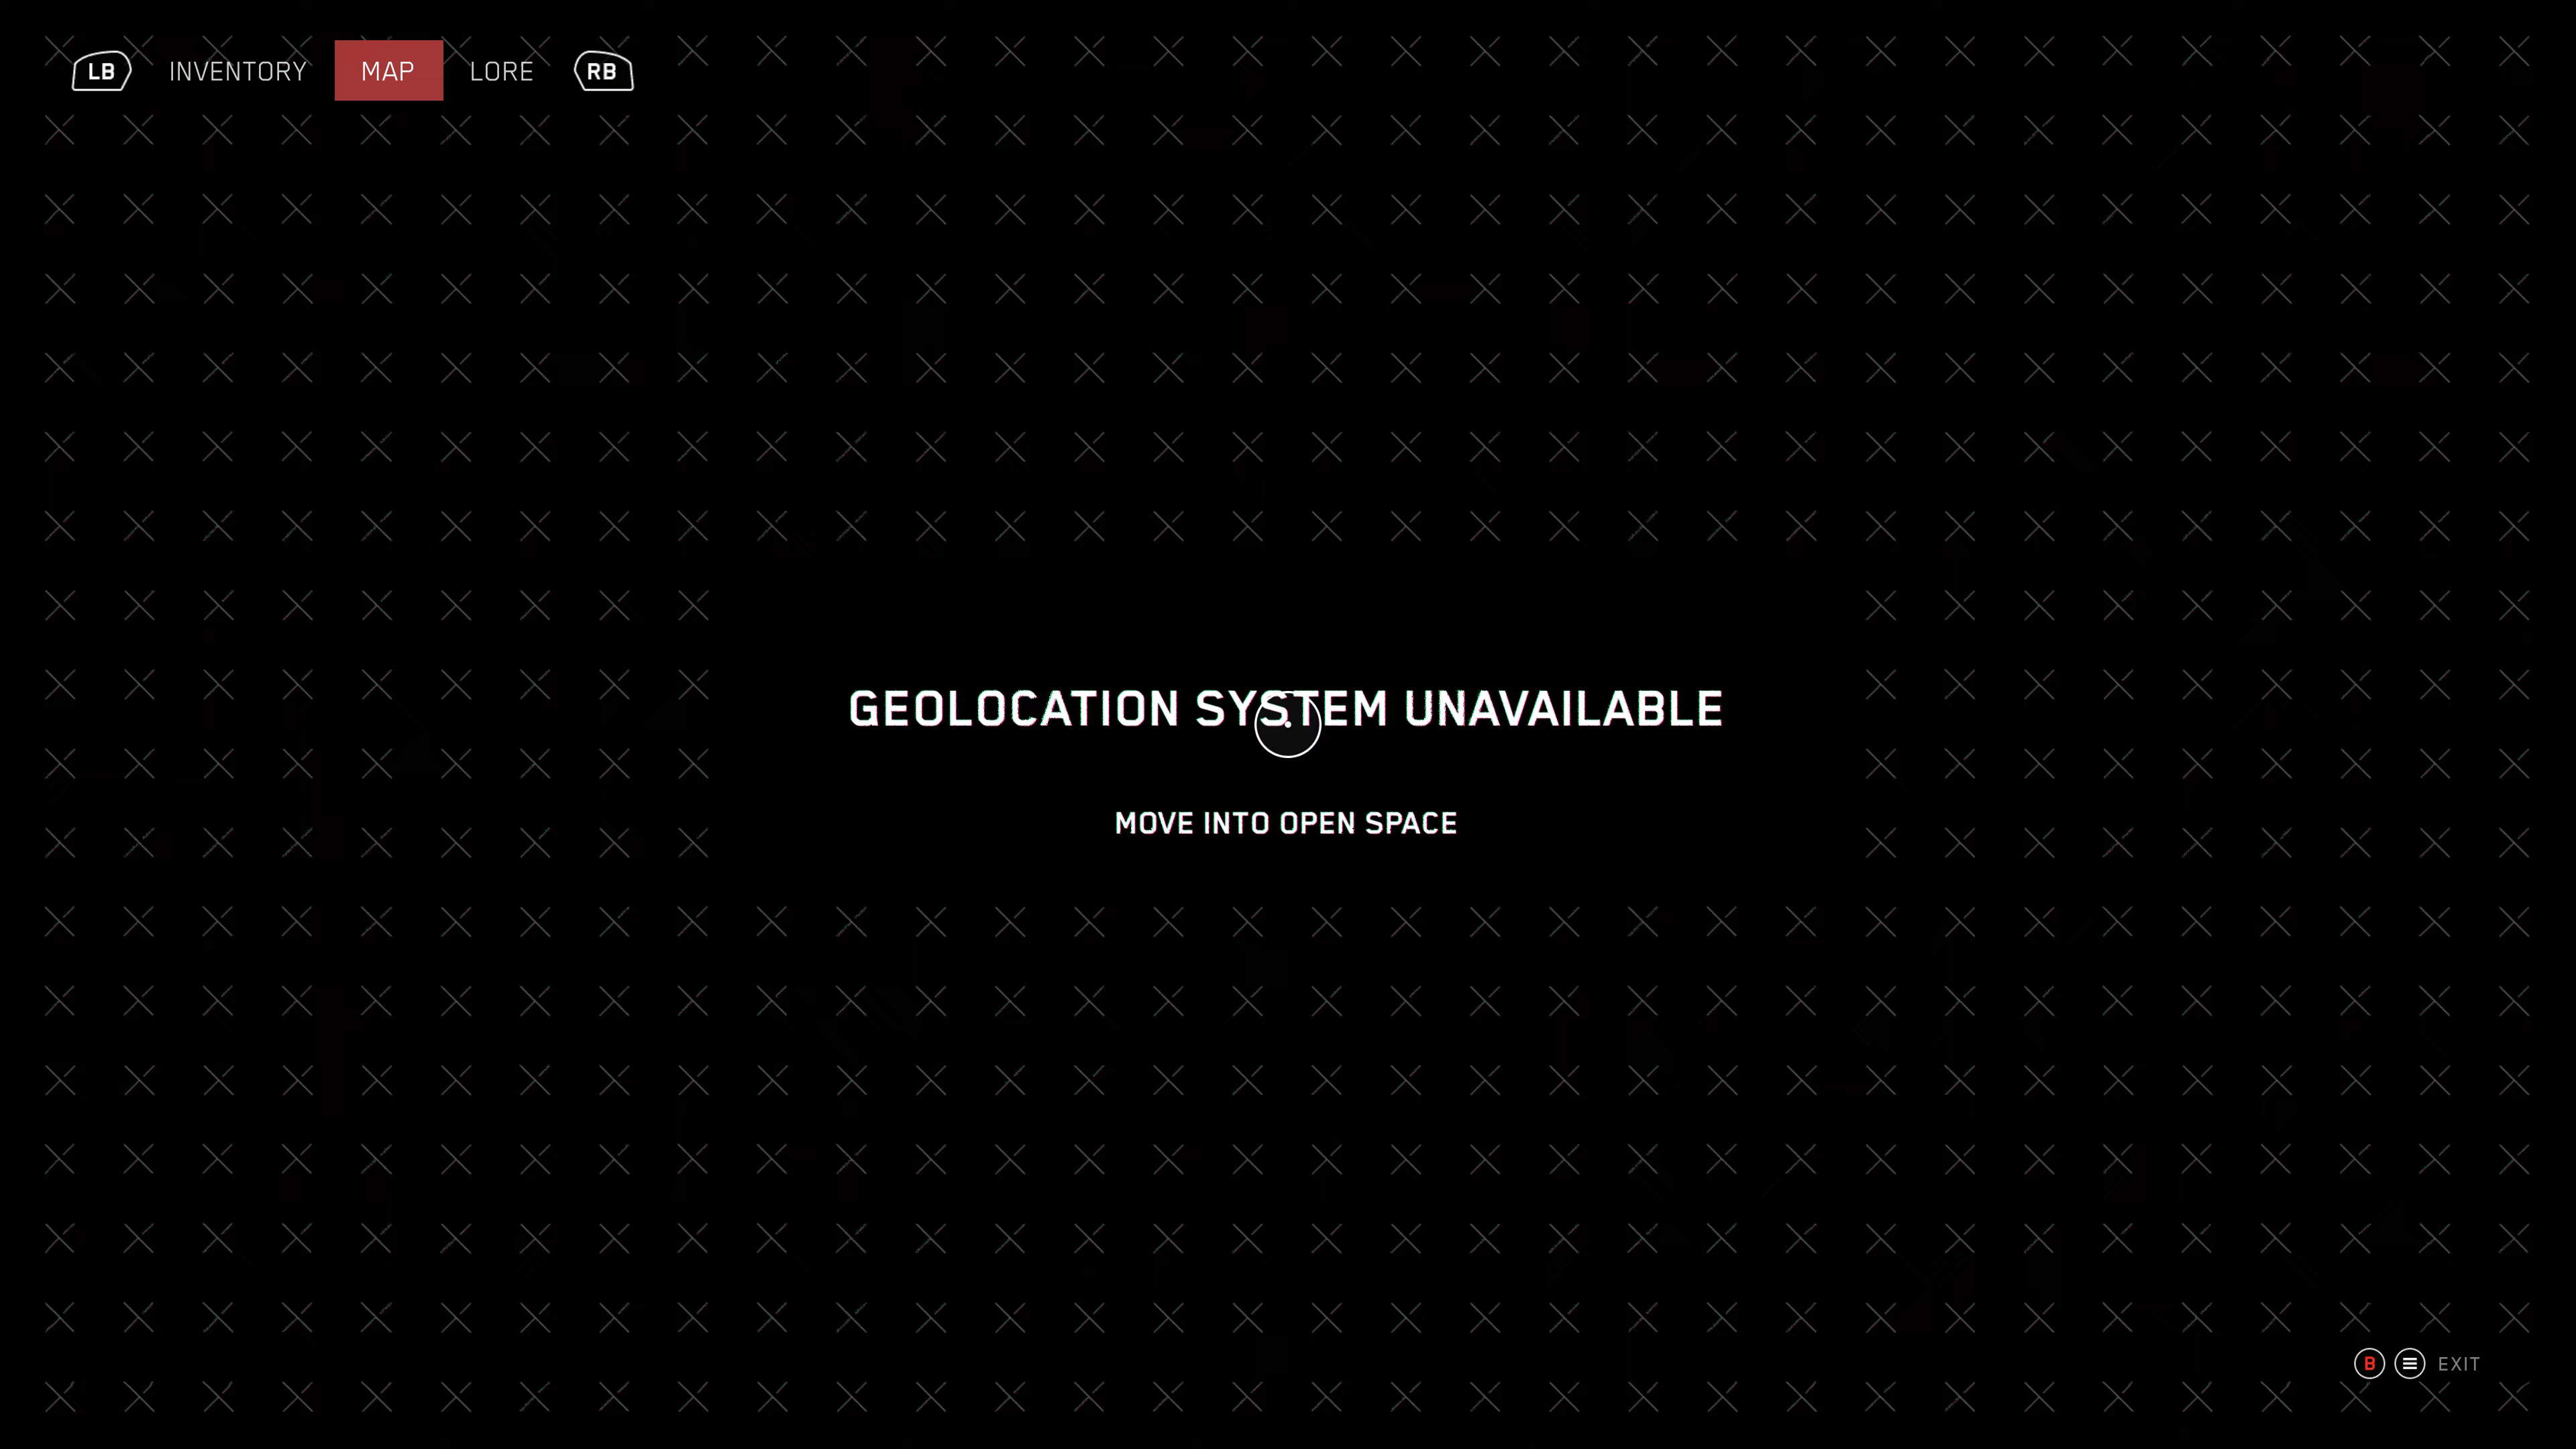 LB INVENTORY MAP LORE RB
GEOLOCATION SYSTEM UNAVAILABLE
MOVE INTO OPEN SPACE
B EXIT